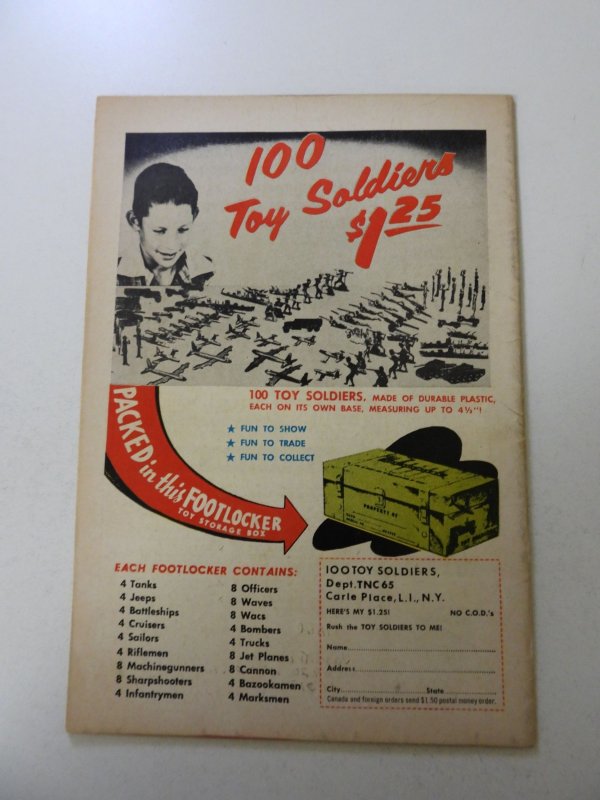 100
Toy Soldiers
$1.25
100 TOY SOLDIERS, MADE OF DURABLE PLASTIC,
EACH ON ITS OWN BASE, MEASURING UP TO 4½"!
★ FUN TO SHOW
★ FUN TO TRADE
★ FUN TO COLLECT
PACKED in this FOOTLOCKER
TOY STORAGE BOX
PROPERTY OF
EACH FOOTLOCKER CONTAINS:
4 Tanks
4 Jeeps
4 Battleships
4 Cruisers
4 Sailors
4 Riflemen
8 Machinegunners
8 Sharpshooters
4 Infantrymen
8 Officers
8 Waves
8 Wacs
4 Bombers
4 Trucks
8 Jet Planes
8 Cannon
4 Bazookamen
4 Marksmen
100 TOY SOLDIERS,
Dept. TNC 65
Carle Place, L.I., N.Y.
HERE'S MY $1.25! NO C.O.D.'s
Rush the TOY SOLDIERS TO ME!
Name
Address
City State
Canada and foreign orders send $1.50 postal money order.